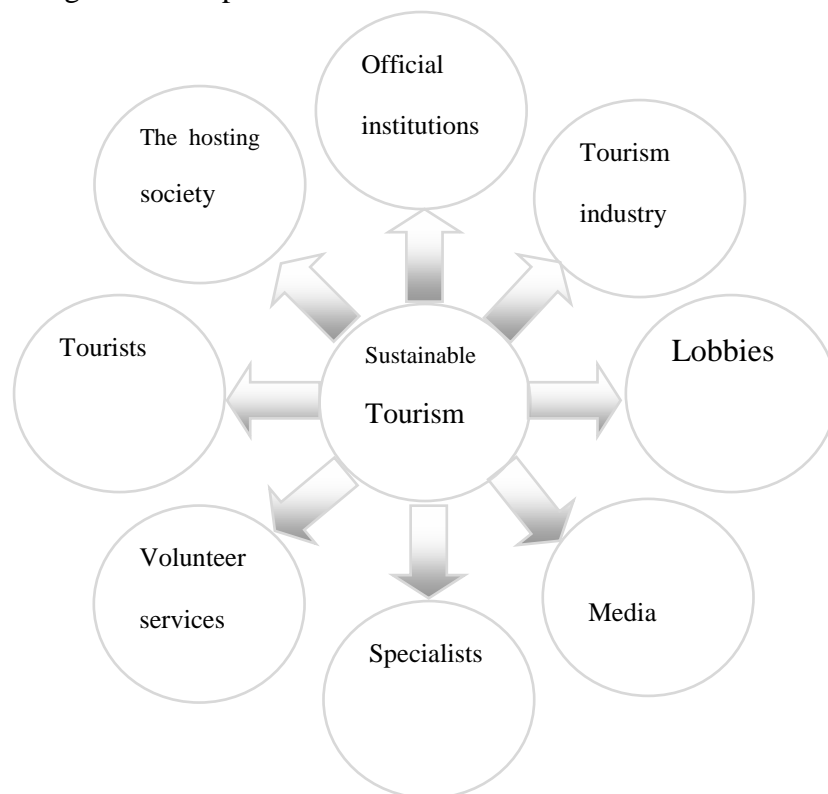 Official
institutions
The hosting
society
Tourism
industry
Tourists
Sustainable
Tourism
Lobbies
Volunteer
services
Media
Specialists